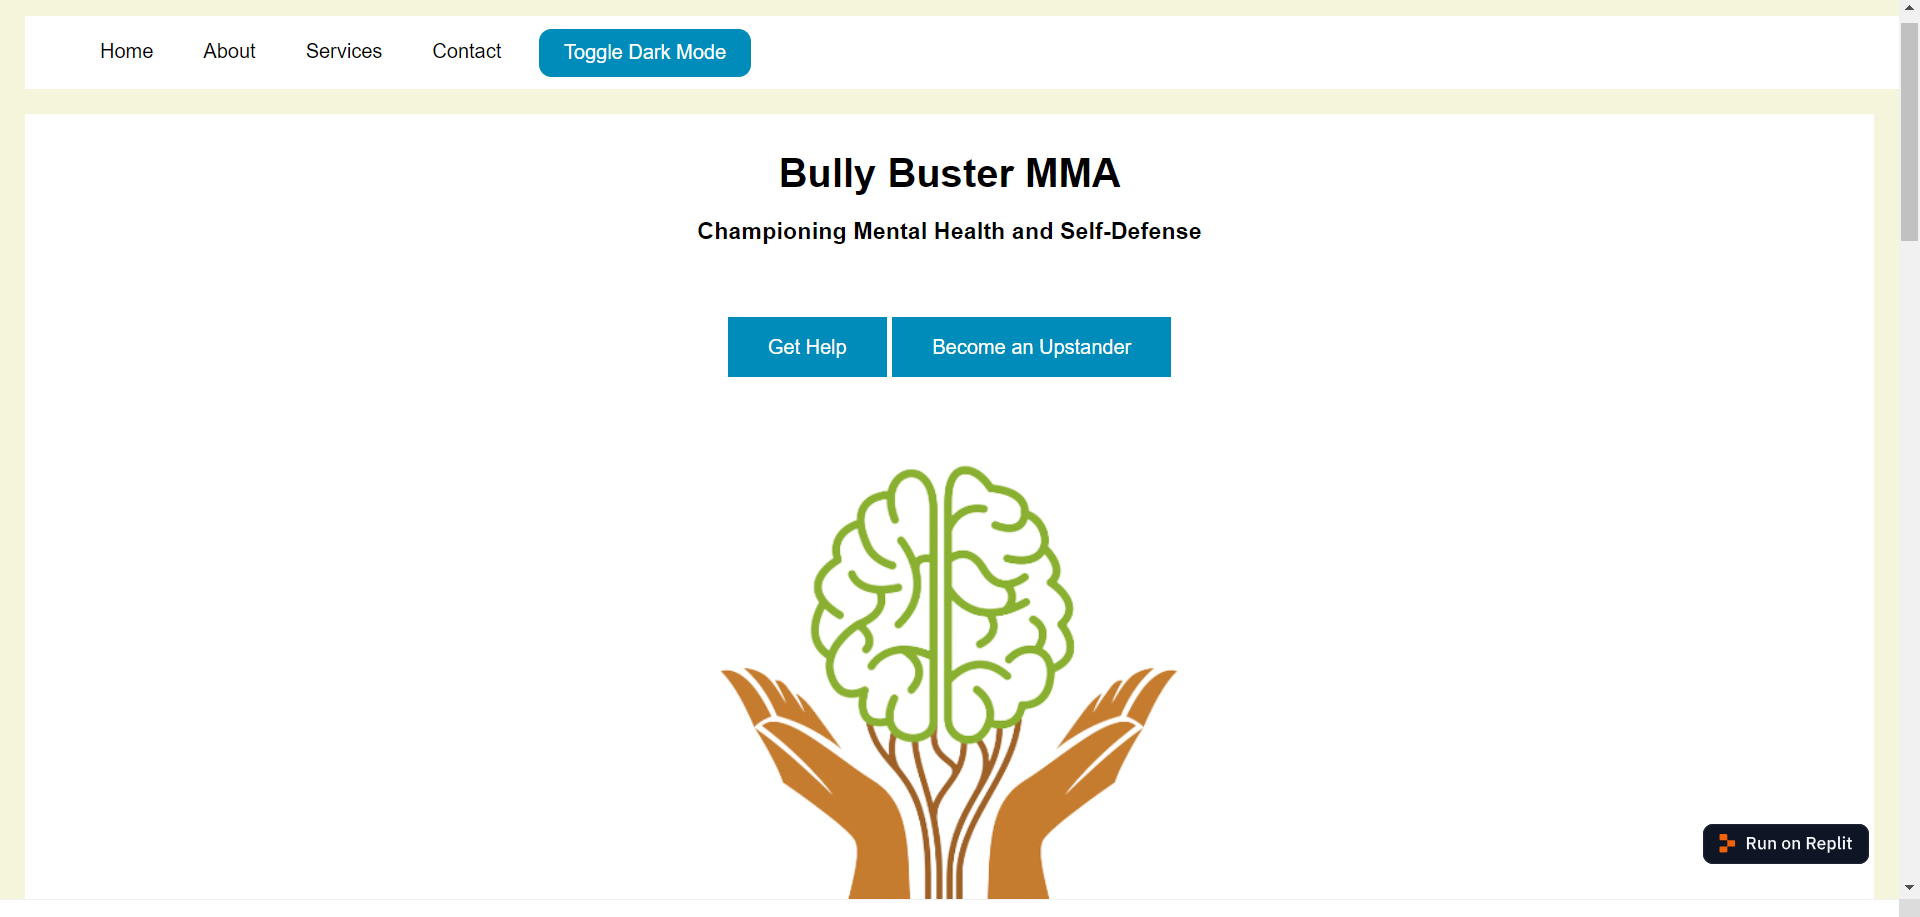 Home About Services Contact Toggle Dark Mode
Bully Buster MMA
Championing Mental Health and Self-Defense
Get Help Become an Upstander
Run on Replit